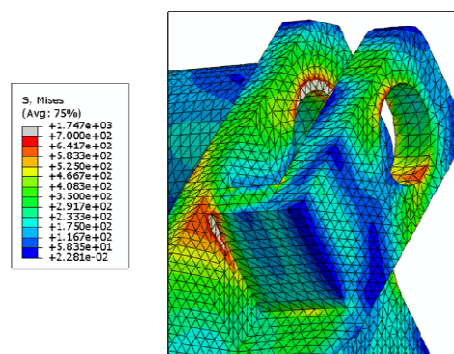 S, Mises
(Avg: 75%)
+1.747e+03
+7.000e+02
+6.417e+02
+5.833e+02
+5.250e+02
+4.667e+02
+4.083e+02
+3.500e+02
+2.917e+02
+2.333e+02
+1.750e+02
+1.167e+02
+5.835e+01
+2.281e-02